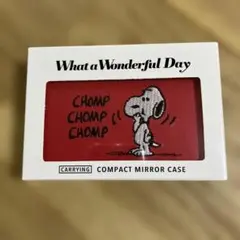 What a Wonderful Day
CHOMP
CHOMP
CHOMP
CARRYING COMPACT MIRROR CASE